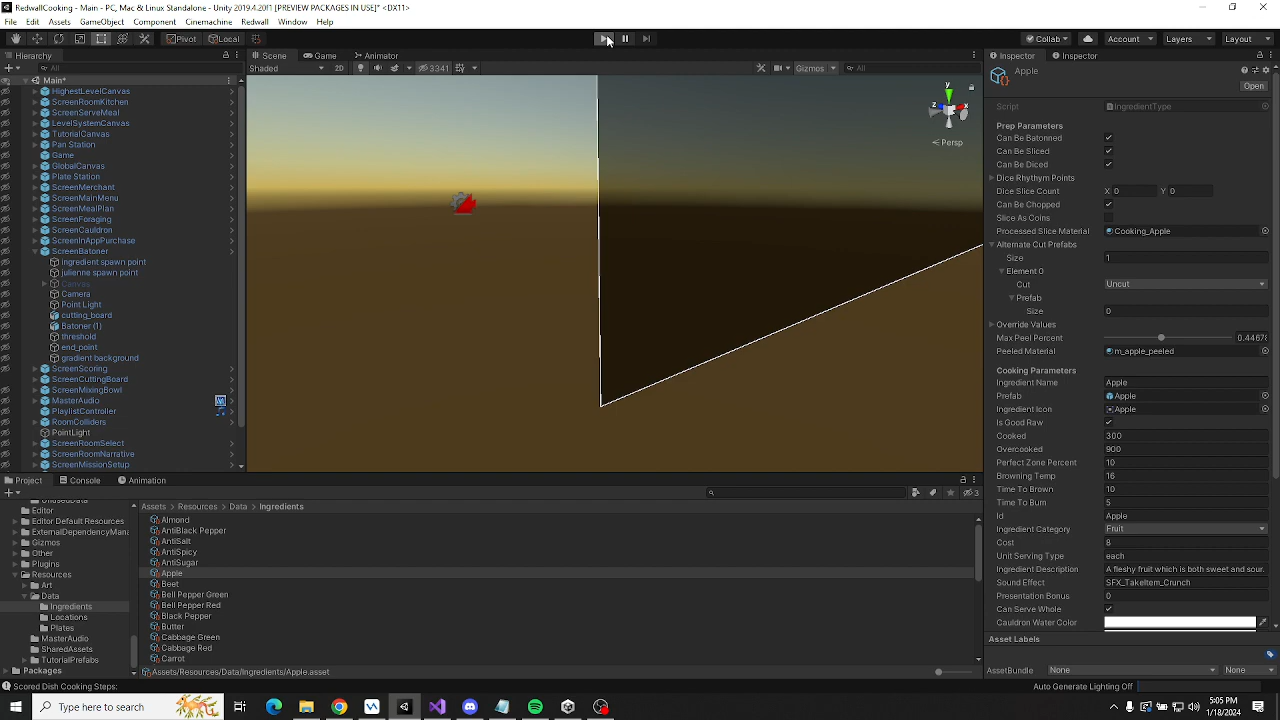 RedwallCooking - Main - PC, Mac & Linux Standalone - Unity 2019.4.20f1 [PREVIEW PACKAGES IN USE]* <DX11>
File Edit Assets GameObject Component Cinemachine Redwall Window Help
Pivot Local Collab Account Layers Layout
Hierarchy Scene Game Animator Inspector Inspector
All Shaded 2D 3341 Gizmos All Apple
Open
Main*
HighestLevelCanvas
ScreenRoomKitchen
ScreenServeMeal
LevelSystemCanvas
TutorialCanvas
Pan Station
Game
GlobalCanvas
Plate Station
ScreenMerchant
ScreenMainMenu
ScreenMealPlan
ScreenForaging
ScreenCauldron
ScreenInAppPurchase
ScreenBatoner
ingredient spawn point
julienne spawn point
Canvas
Camera
Point Light
cutting_board
Batoner (1)
threshold
end_point
gradient background
ScreenScoring
ScreenCuttingBoard
ScreenMixingBowl
MasterAudio
PlaylistController
RoomColliders
PointLight
ScreenRoomSelect
ScreenRoomNarrative
ScreenMissionSetup
y
z x
Persp
Script IngredientType
Prep Parameters
Can Be Batonned
Can Be Sliced
Can Be Diced
Dice Rhythm Points
Dice Slice Count X 0 Y 0
Can Be Chopped
Slice As Coins
Processed Slice Material Cooking_Apple
Alternate Cut Prefabs
Size 1
Element 0
Cut Uncut
Prefab
Size 0
Override Values
Max Peel Percent 0.4467
Peeled Material m_apple_peeled
Cooking Parameters
Ingredient Name Apple
Prefab Apple
Ingredient Icon Apple
Is Good Raw
Cooked 300
Overcooked 900
Perfect Zone Percent 10
Browning Temp 16
Time To Brown 10
Time To Burn 5
Id Apple
Ingredient Category Fruit
Cost 8
Unit Serving Type each
Ingredient Description A fleshy fruit which is both sweet and sour.
Sound Effect SFX_TakeItem_Crunch
Presentation Bonus 0
Can Serve Whole
Cauldron Water Color
Asset Labels
AssetBundle None None
Project Console Animation
3
UnusedData
Editor
Editor Default Resources
ExternalDependencyMana
Gizmos
Other
Plugins
Resources
Art
Data
Ingredients
Locations
Plates
MasterAudio
SharedAssets
TutorialPrefabs
Packages
Assets > Resources > Data > Ingredients
Almond
AntiBlack Pepper
AntiSalt
AntiSpicy
AntiSugar
Apple
Beet
Bell Pepper Green
Bell Pepper Red
Black Pepper
Butter
Cabbage Green
Cabbage Red
Carrot
Assets/Resources/Data/Ingredients/Apple.asset
Scored Dish Cooking Steps: Auto Generate Lighting Off
Type here to search
5:05 PM
1/18/2024